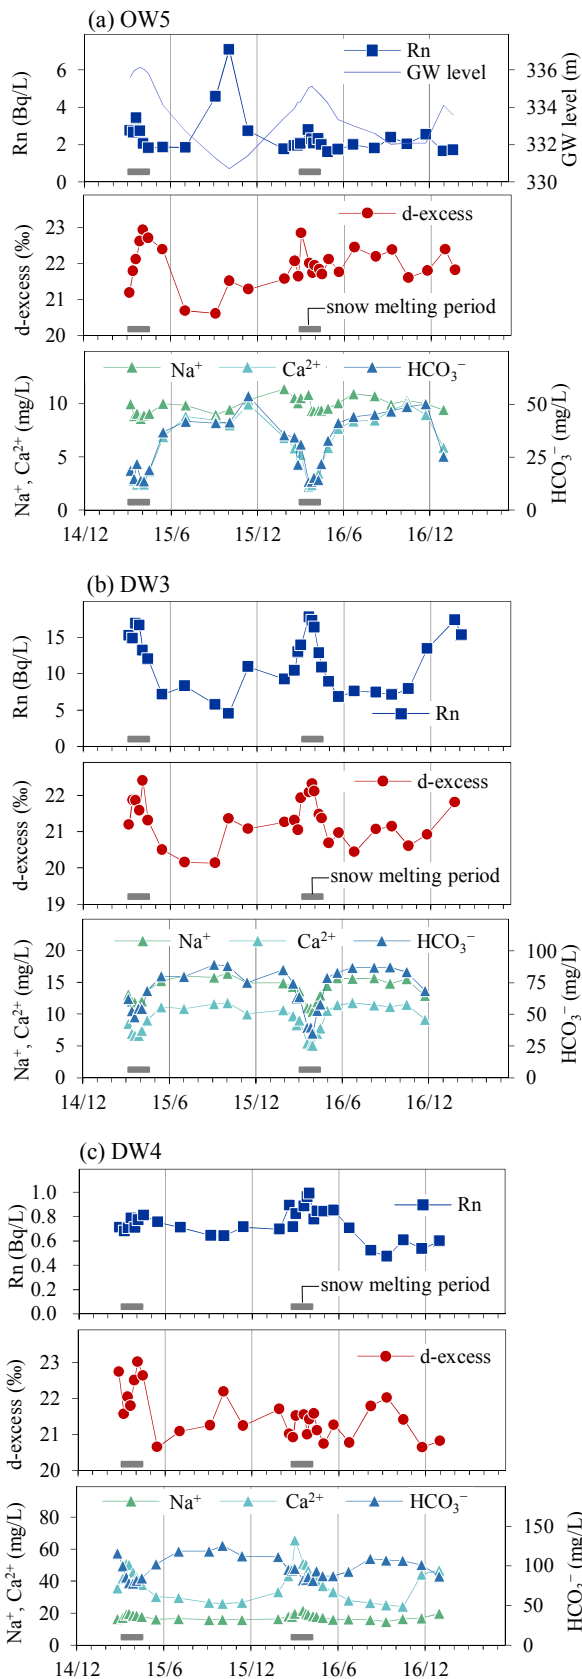 (a) OW5
Rn
GW level
Rn (Bq/L)
6
4
2
0
336
334
332
330
GW level (m)
d-excess
d-excess (‰)
23
22
21
20
snow melting period
Na⁺ Ca²⁺ HCO₃⁻
Na⁺, Ca²⁺ (mg/L)
10
5
0
50
25
0
HCO₃⁻ (mg/L)
14/12 15/6 15/12 16/6 16/12
(b) DW3
Rn (Bq/L)
15
10
5
0
Rn
d-excess
d-excess (‰)
22
21
20
19
snow melting period
Na⁺ Ca²⁺ HCO₃⁻
Na⁺, Ca²⁺ (mg/L)
20
15
10
5
0
100
75
50
25
0
HCO₃⁻ (mg/L)
14/12 15/6 15/12 16/6 16/12
(c) DW4
Rn
Rn (Bq/L)
1.0
0.8
0.6
0.4
0.2
0.0
snow melting period
d-excess
d-excess (‰)
23
22
21
20
Na⁺ Ca²⁺ HCO₃⁻
Na⁺, Ca²⁺ (mg/L)
80
60
40
20
0
150
100
50
0
HCO₃⁻ (mg/L)
14/12 15/6 15/12 16/6 16/12